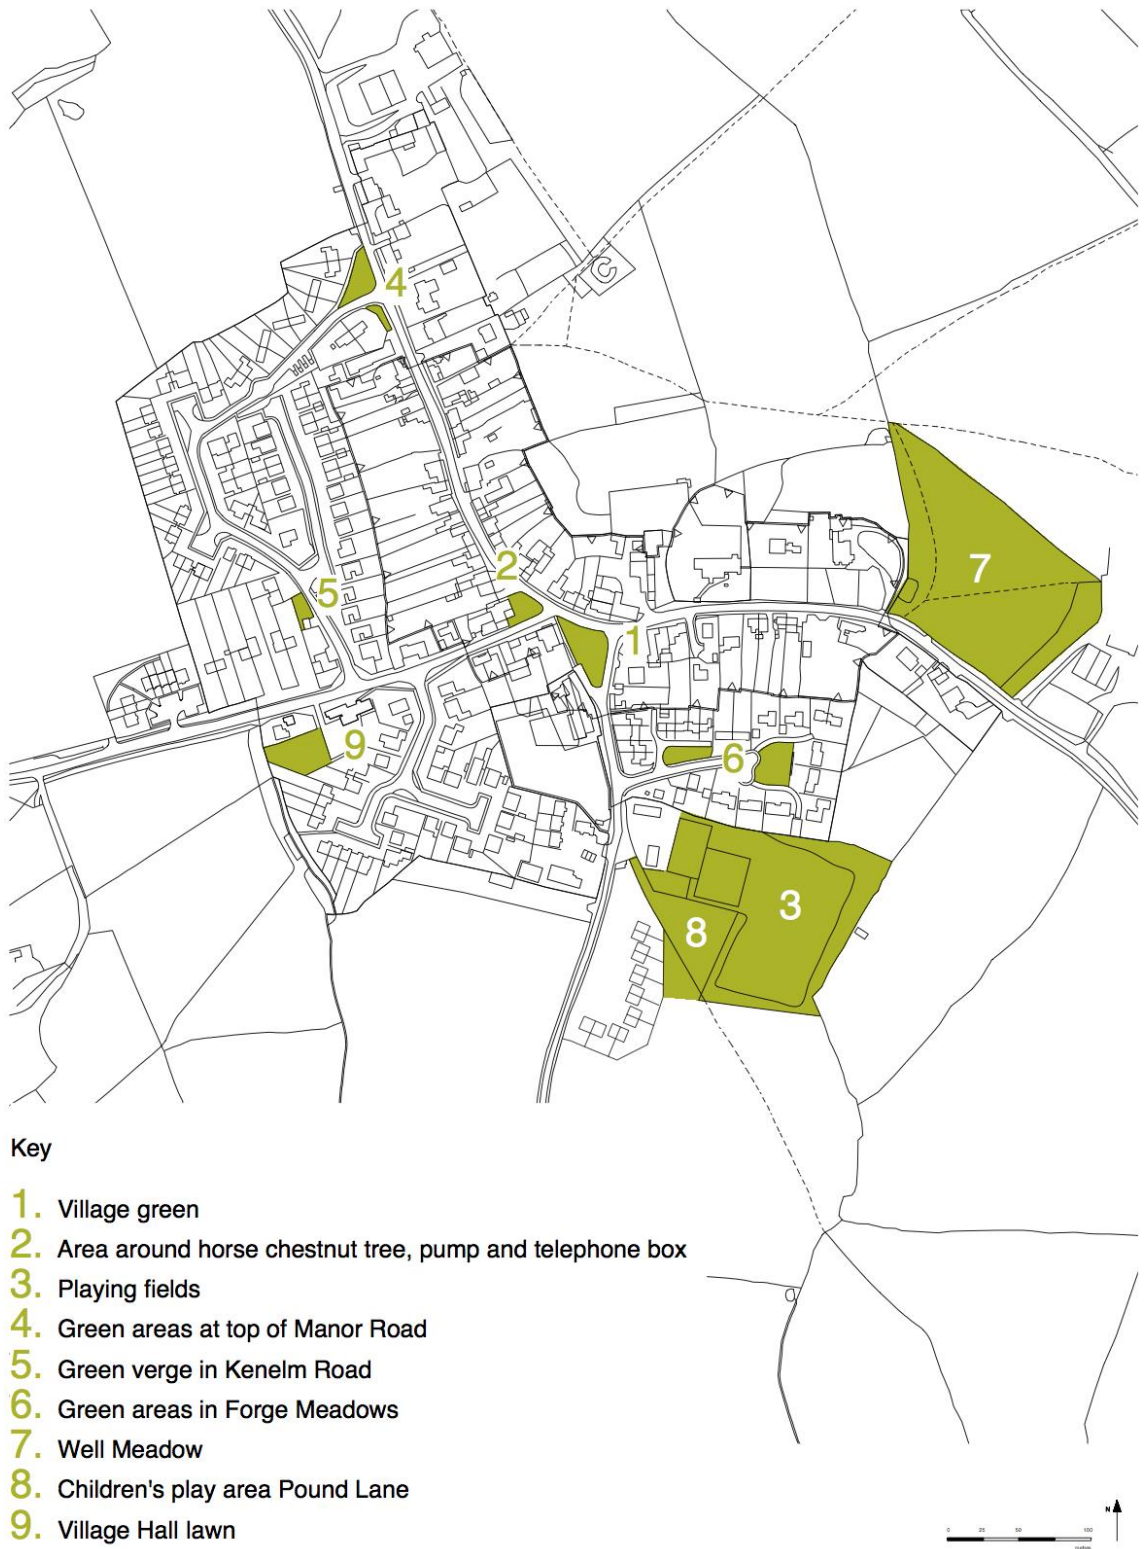 C
4
7
2
5
1
9
6
3
8
Key
1. Village green
2. Area around horse chestnut tree, pump and telephone box
3. Playing fields
4. Green areas at top of Manor Road
5. Green verge in Kenelm Road
6. Green areas in Forge Meadows
7. Well Meadow
8. Children's play area Pound Lane
9. Village Hall lawn
N
0 25 50 100